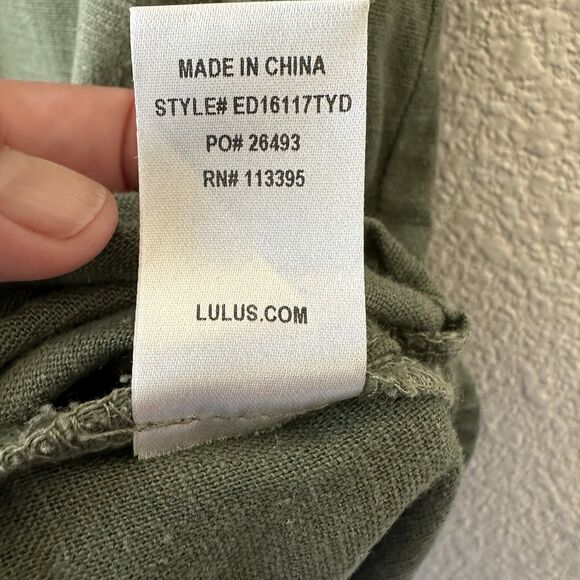 MADE IN CHINA
STYLE# ED16117TYD
PO# 26493
RN# 113395
LULUS.COM